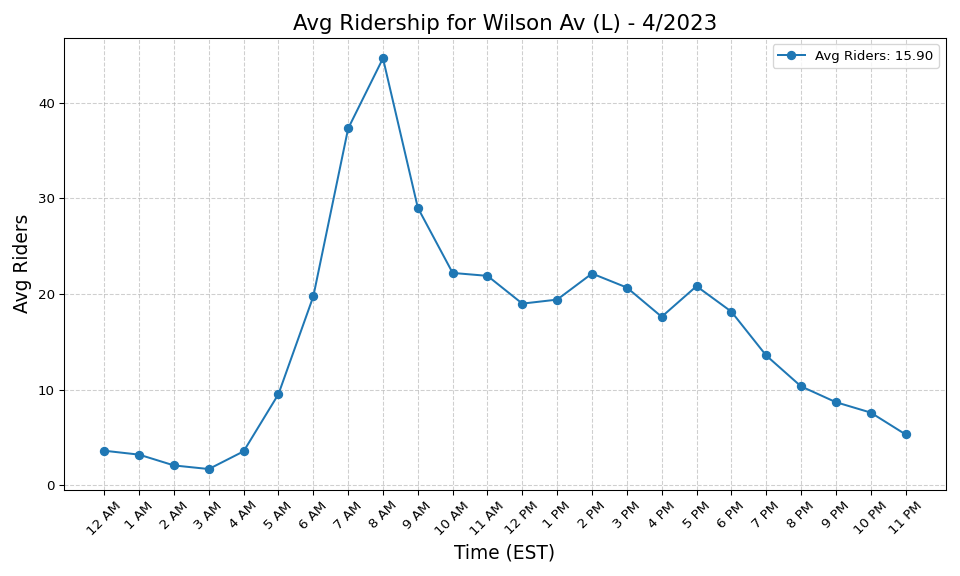 Avg Ridership for Wilson Av (L) - 4/2023
Avg Riders: 15.90
Avg Riders
40
30
20
10
0
12 AM
1 AM
2 AM
3 AM
4 AM
5 AM
6 AM
7 AM
8 AM
9 AM
10 AM
11 AM
12 PM
1 PM
2 PM
3 PM
4 PM
5 PM
6 PM
7 PM
8 PM
9 PM
10 PM
11 PM
Time (EST)